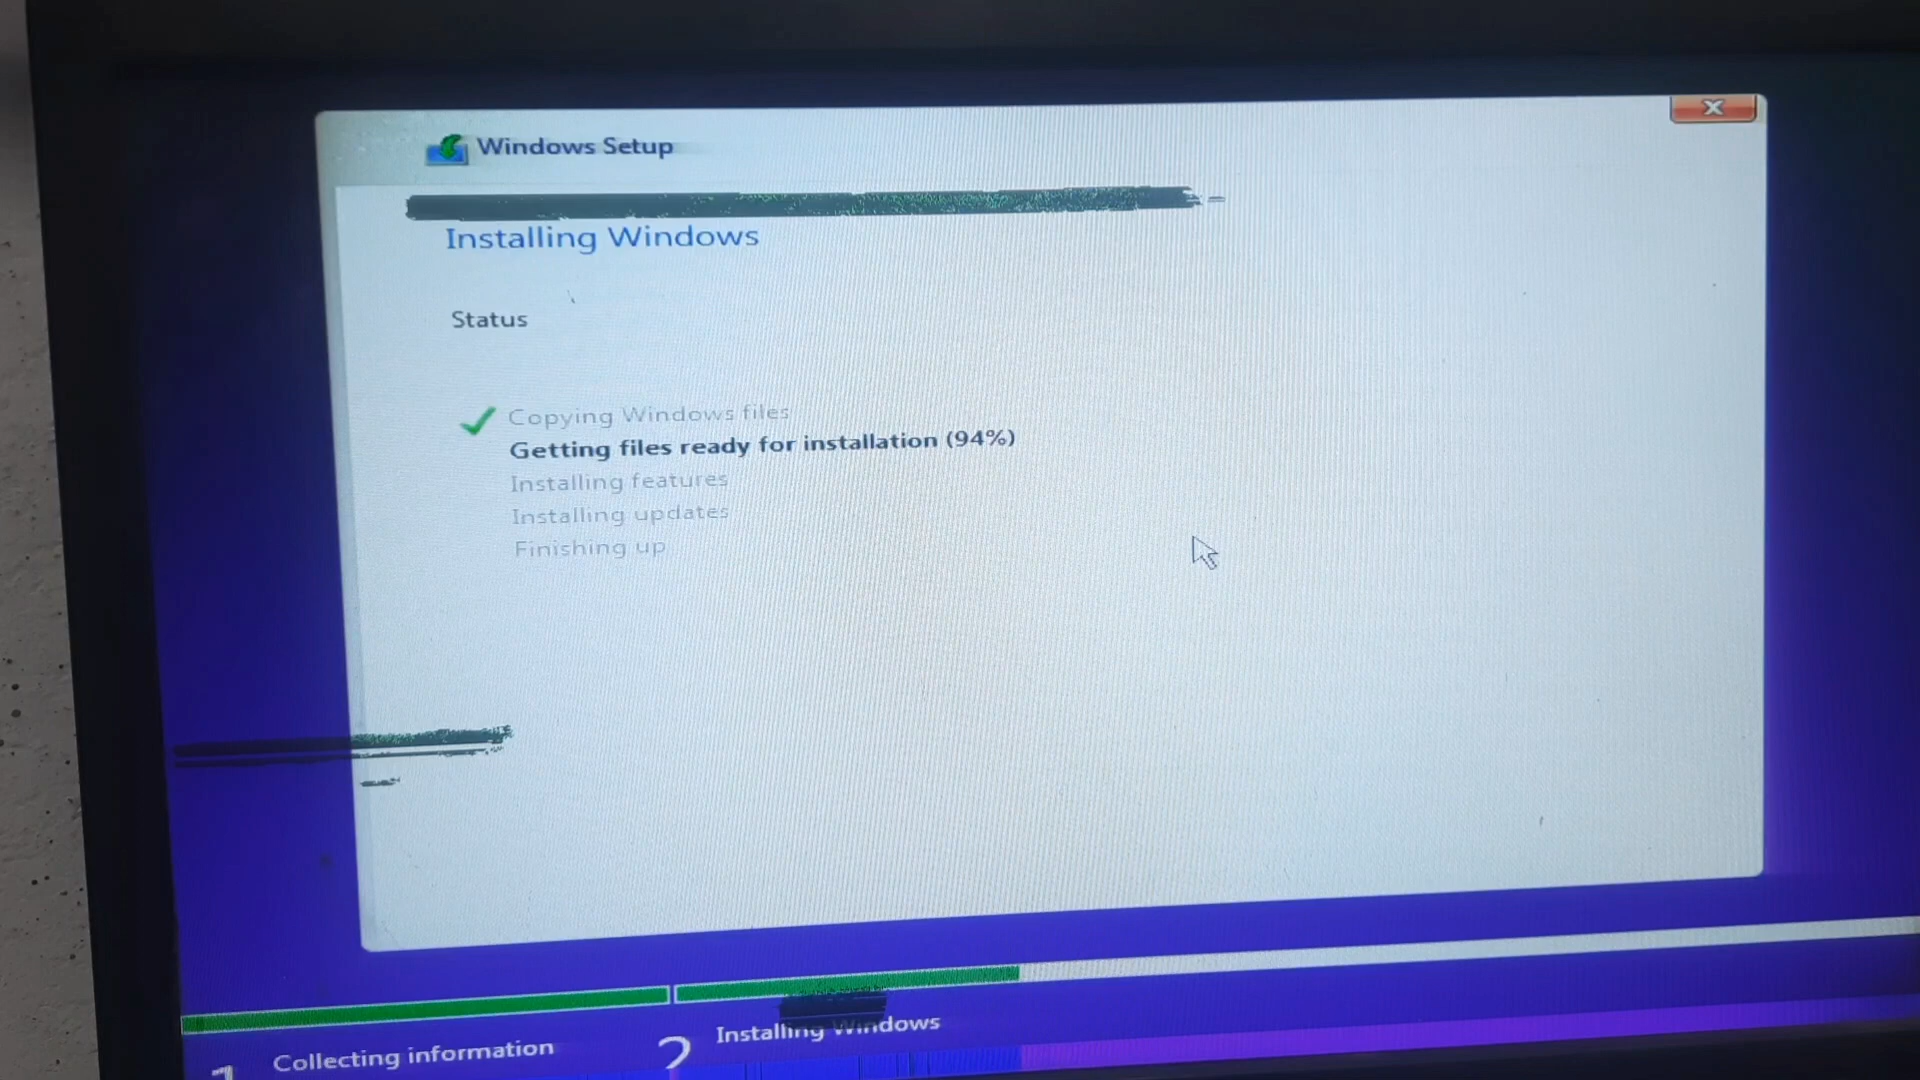 Windows Setup
Installing Windows
Status
Copying Windows files
Getting files ready for installation (94%)
Installing features
Installing updates
Finishing up
1 Collecting information
2 Installing Windows